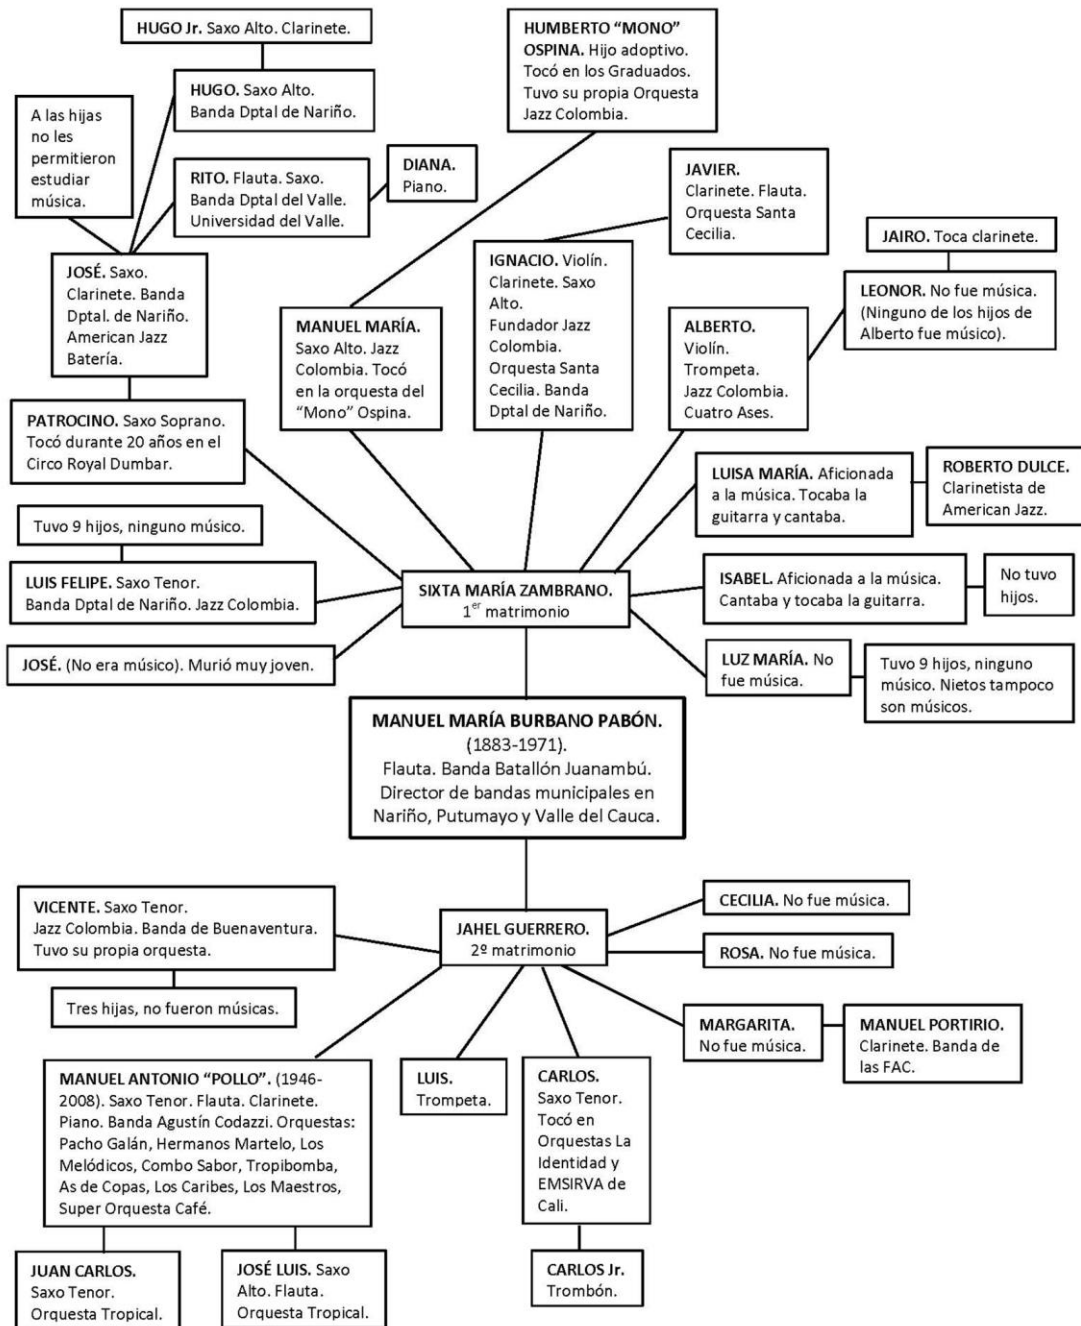 HUGO Jr. Saxo Alto. Clarinete.
HUMBERTO “MONO”
OSPINA. Hijo adoptivo.
Tocó en los Graduados.
Tuvo su propia Orquesta
Jazz Colombia.
HUGO. Saxo Alto.
Banda Dptal de Nariño.
A las hijas
no les
permitieron
estudiar
música.
RITO. Flauta. Saxo.
Banda Dptal del Valle.
Universidad del Valle.
DIANA.
Piano.
JAVIER.
Clarinete. Flauta.
Orquesta Santa
Cecilia.
JAIRO. Toca clarinete.
JOSÉ. Saxo.
Clarinete. Banda
Dptal. de Nariño.
American Jazz
Batería.
MANUEL MARÍA.
Saxo Alto. Jazz
Colombia. Tocó
en la orquesta del
“Mono” Ospina.
IGNACIO. Violín.
Clarinete. Saxo
Alto.
Fundador Jazz
Colombia.
Orquesta Santa
Cecilia. Banda
Dptal de Nariño.
ALBERTO.
Violín.
Trompeta.
Jazz Colombia.
Cuatro Ases.
LEONOR. No fue música.
(Ninguno de los hijos de
Alberto fue músico).
PATROCINO. Saxo Soprano.
Tocó durante 20 años en el
Circo Royal Dumbar.
LUISA MARÍA. Aficionada
a la música. Tocaba la
guitarra y cantaba.
ROBERTO DULCE.
Clarinetista de
American Jazz.
Tuvo 9 hijos, ninguno músico.
LUIS FELIPE. Saxo Tenor.
Banda Dptal de Nariño. Jazz Colombia.
SIXTA MARÍA ZAMBRANO.
1er matrimonio
ISABEL. Aficionada a la música.
Cantaba y tocaba la guitarra.
No tuvo
hijos.
JOSÉ. (No era músico). Murió muy joven.
LUZ MARÍA. No
fue música.
Tuvo 9 hijos, ninguno
músico. Nietos tampoco
son músicos.
MANUEL MARÍA BURBANO PABÓN.
(1883-1971).
Flauta. Banda Batallón Juanambú.
Director de bandas municipales en
Nariño, Putumayo y Valle del Cauca.
VICENTE. Saxo Tenor.
Jazz Colombia. Banda de Buenaventura.
Tuvo su propia orquesta.
JAHEL GUERRERO.
2º matrimonio
CECILIA. No fue música.
ROSA. No fue música.
Tres hijas, no fueron músicas.
MARGARITA.
No fue música.
MANUEL PORTIRIO.
Clarinete. Banda de
las FAC.
MANUEL ANTONIO “POLLO”. (1946-
2008). Saxo Tenor. Flauta. Clarinete.
Piano. Banda Agustín Codazzi. Orquestas:
Pacho Galán, Hermanos Martelo, Los
Melódicos, Combo Sabor, Tropibomba,
As de Copas, Los Caribes, Los Maestros,
Super Orquesta Café.
LUIS.
Trompeta.
CARLOS.
Saxo Tenor.
Tocó en
Orquestas La
Identidad y
EMSIRVA de
Cali.
JUAN CARLOS.
Saxo Tenor.
Orquesta Tropical.
JOSÉ LUIS. Saxo
Alto. Flauta.
Orquesta Tropical.
CARLOS Jr.
Trombón.